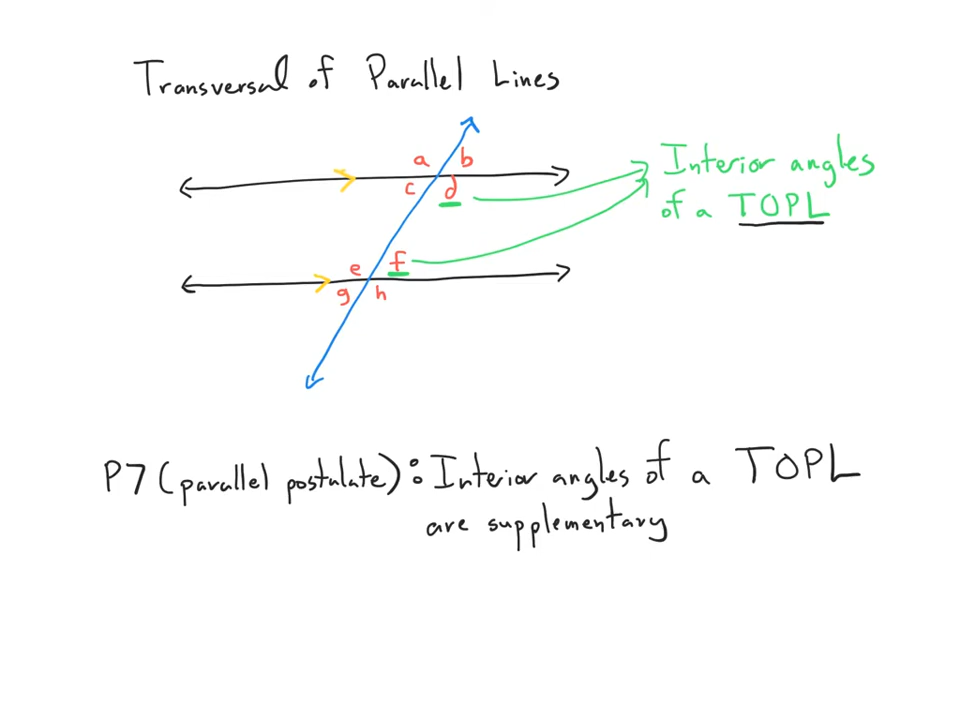 Transversal of Parallel Lines
a b
c d
Interior angles
of a TOPL
e f
g h
P7 (parallel postulate): Interior angles of a TOPL
are supplementary